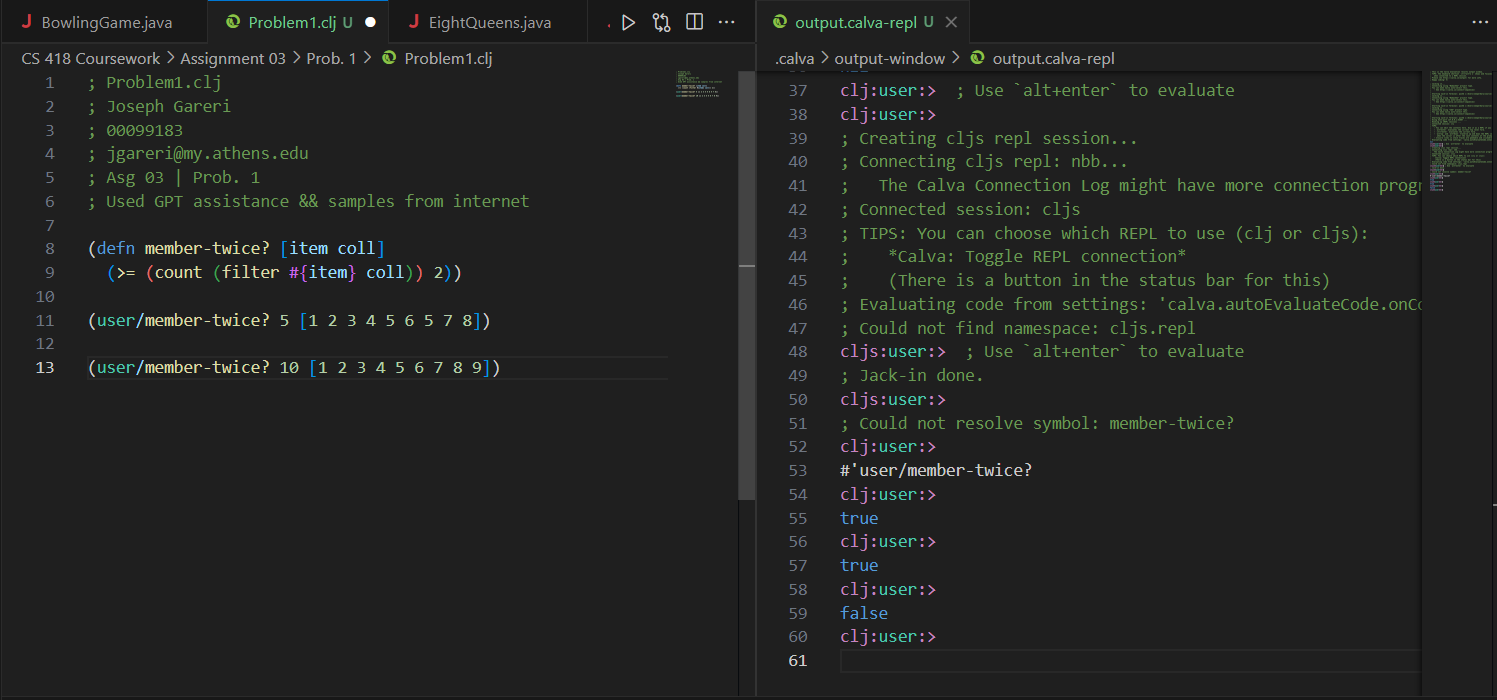 BowlingGame.java
Problem1.clj U
EightQueens.java
output.calva-repl U
CS 418 Coursework > Assignment 03 > Prob. 1 > Problem1.clj
.calva > output-window > output.calva-repl
1 ; Problem1.clj
2 ; Joseph Gareri
3 ; 00099183
4 ; jgareri@my.athens.edu
5 ; Asg 03 | Prob. 1
6 ; Used GPT assistance && samples from internet
7
8 (defn member-twice? [item coll]
9 (>= (count (filter #{item} coll)) 2))
10
11 (user/member-twice? 5 [1 2 3 4 5 6 5 7 8])
12
13 (user/member-twice? 10 [1 2 3 4 5 6 7 8 9])
37 clj:user:> ; Use `alt+enter` to evaluate
38 clj:user:>
39 ; Creating cljs repl session...
40 ; Connecting cljs repl: nbb...
41 ; The Calva Connection Log might have more connection progr
42 ; Connected session: cljs
43 ; TIPS: You can choose which REPL to use (clj or cljs):
44 ; *Calva: Toggle REPL connection*
45 ; (There is a button in the status bar for this)
46 ; Evaluating code from settings: 'calva.autoEvaluateCode.onCo
47 ; Could not find namespace: cljs.repl
48 cljs:user:> ; Use `alt+enter` to evaluate
49 ; Jack-in done.
50 cljs:user:>
51 ; Could not resolve symbol: member-twice?
52 clj:user:>
53 #'user/member-twice?
54 clj:user:>
55 true
56 clj:user:>
57 true
58 clj:user:>
59 false
60 clj:user:>
61